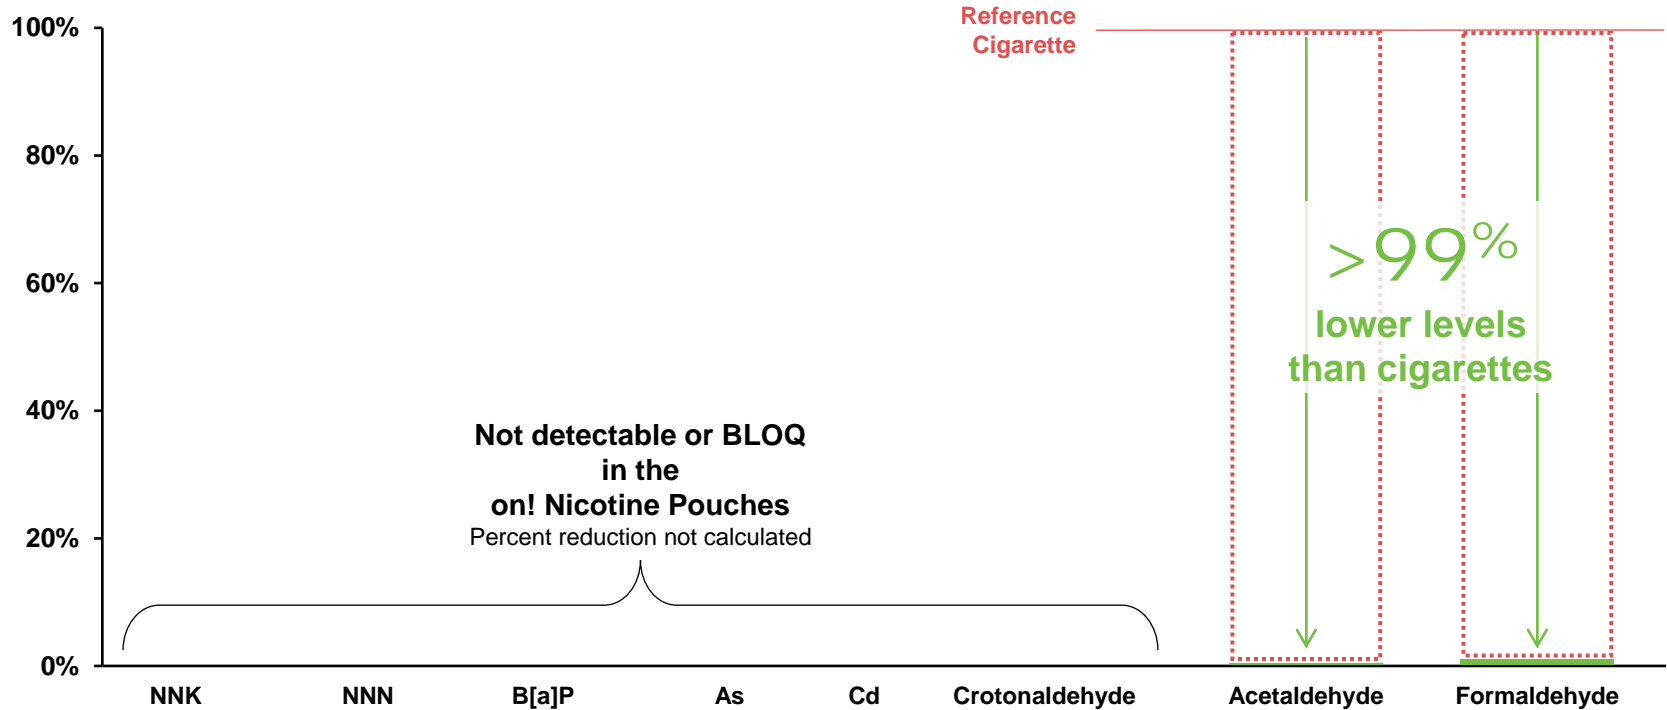 Reference
Cigarette
100%
80%
60%
40%
20%
0%
>99%
lower levels
than cigarettes
Not detectable or BLOQ
in the
on! Nicotine Pouches
Percent reduction not calculated
NNK NNN B[a]P As Cd Crotonaldehyde Acetaldehyde Formaldehyde